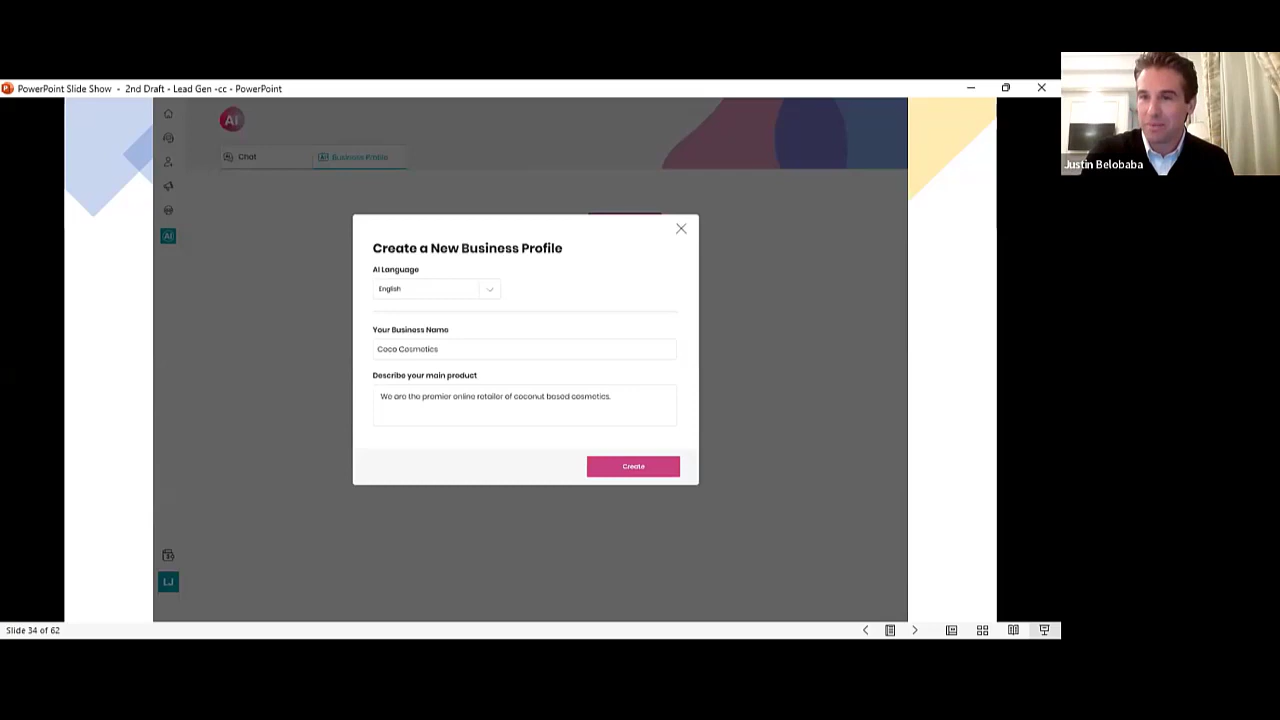 PowerPoint Slide Show - 2nd Draft - Lead Gen -cc - PowerPoint
AI
Chat
Business Profile
AI
Create a New Business Profile
AI Language
English
Your Business Name
Coco Cosmetics
Describe your main product
We are the premier online retailer of coconut based cosmetics.
Create
LJ
Slide 34 of 62
Justin Belobaba